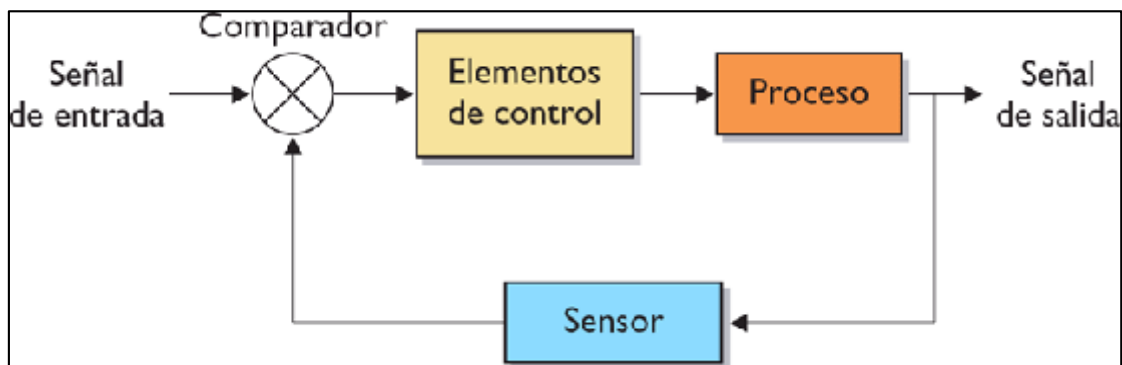 Comparador
Señal
de entrada
Elementos
de control
Proceso
Señal
de salida
Sensor